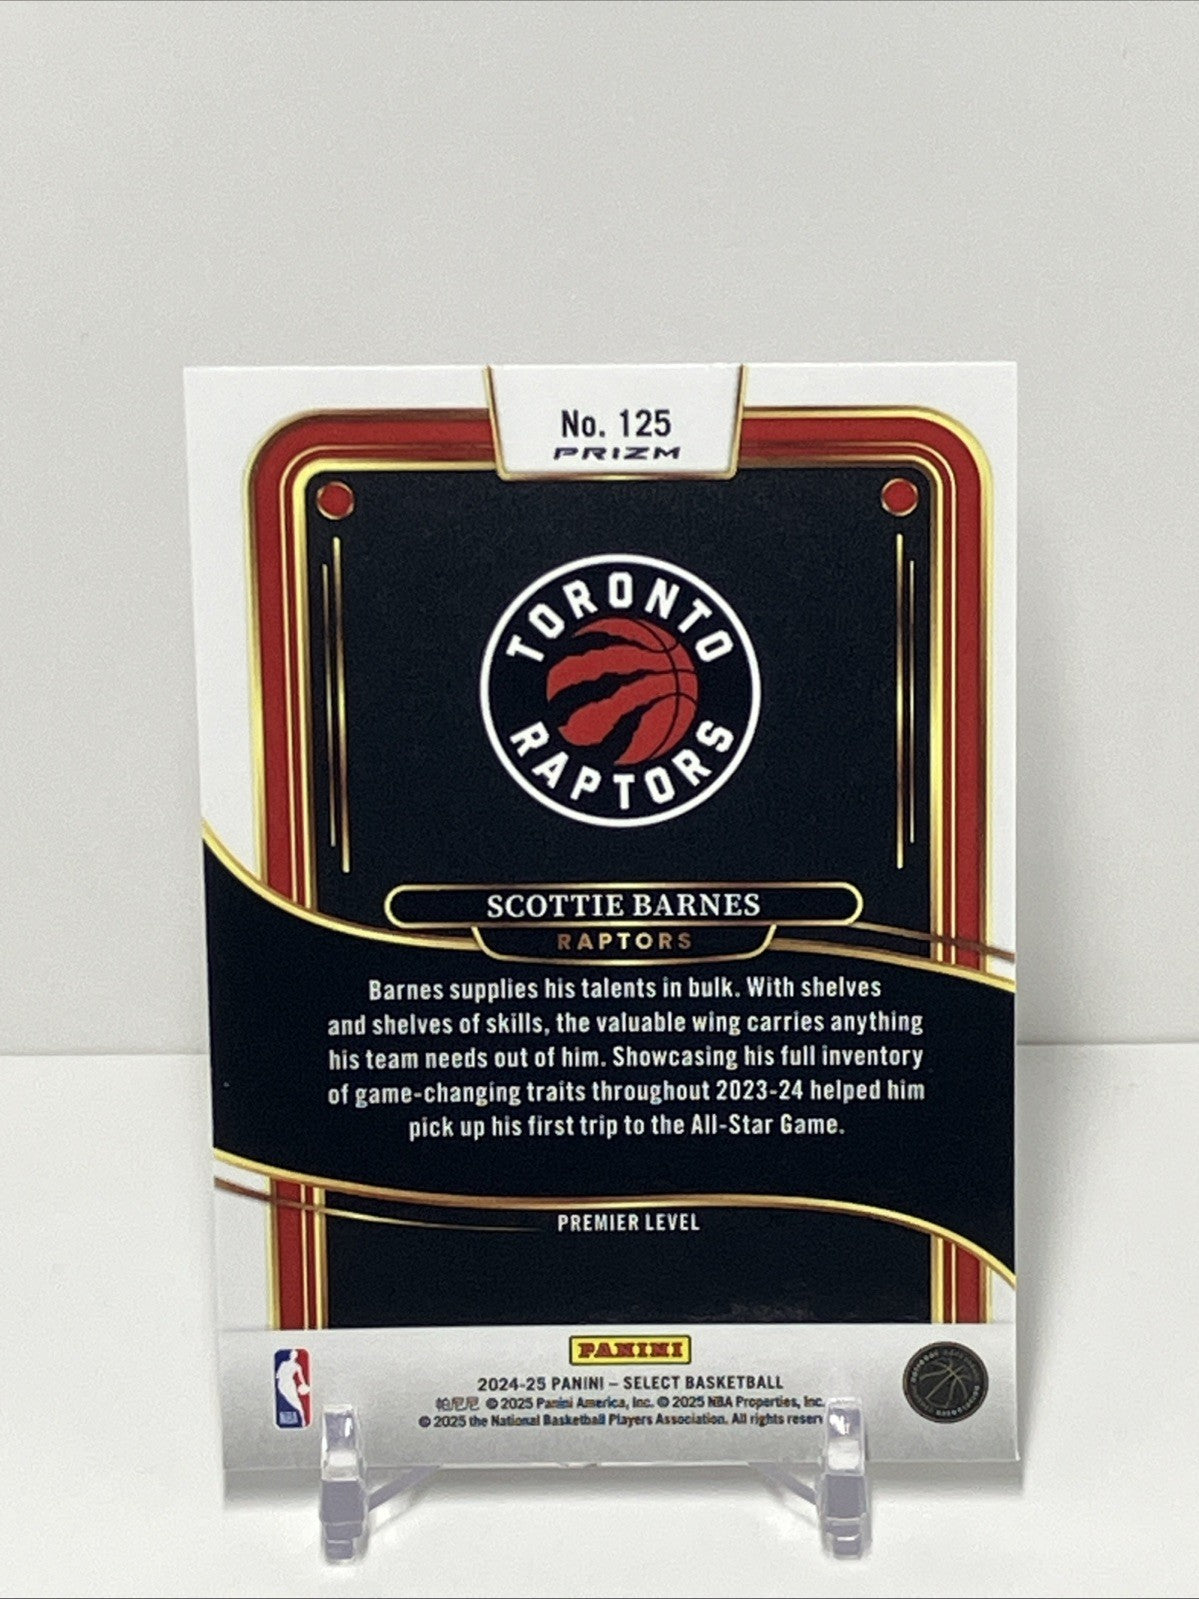 No. 125
PRIZM
TORONTO
RAPTORS
SCOTTIE BARNES
RAPTORS
Barnes supplies his talents in bulk. With shelves
and shelves of skills, the valuable wing carries anything
his team needs out of him. Showcasing his full inventory
of game-changing traits throughout 2023-24 helped him
pick up his first trip to the All-Star Game.
PREMIER LEVEL
PANINI
2024-25 PANINI – SELECT BASKETBALL
帕尼尼 © 2025 Panini America, Inc. © 2025 NBA Properties, Inc.
© 2025 the National Basketball Players Association. All rights
NBA